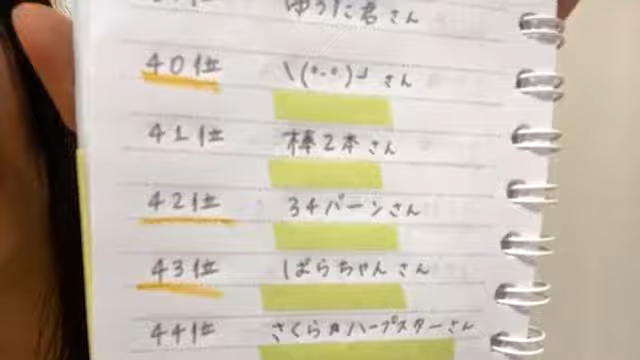 ゆうた君さん
40位 \(°-°)┘さん
41位 棒2本さん
42位 34パーンさん
43位 ばらちゃんさん
44位 さくら*ハープスターさん